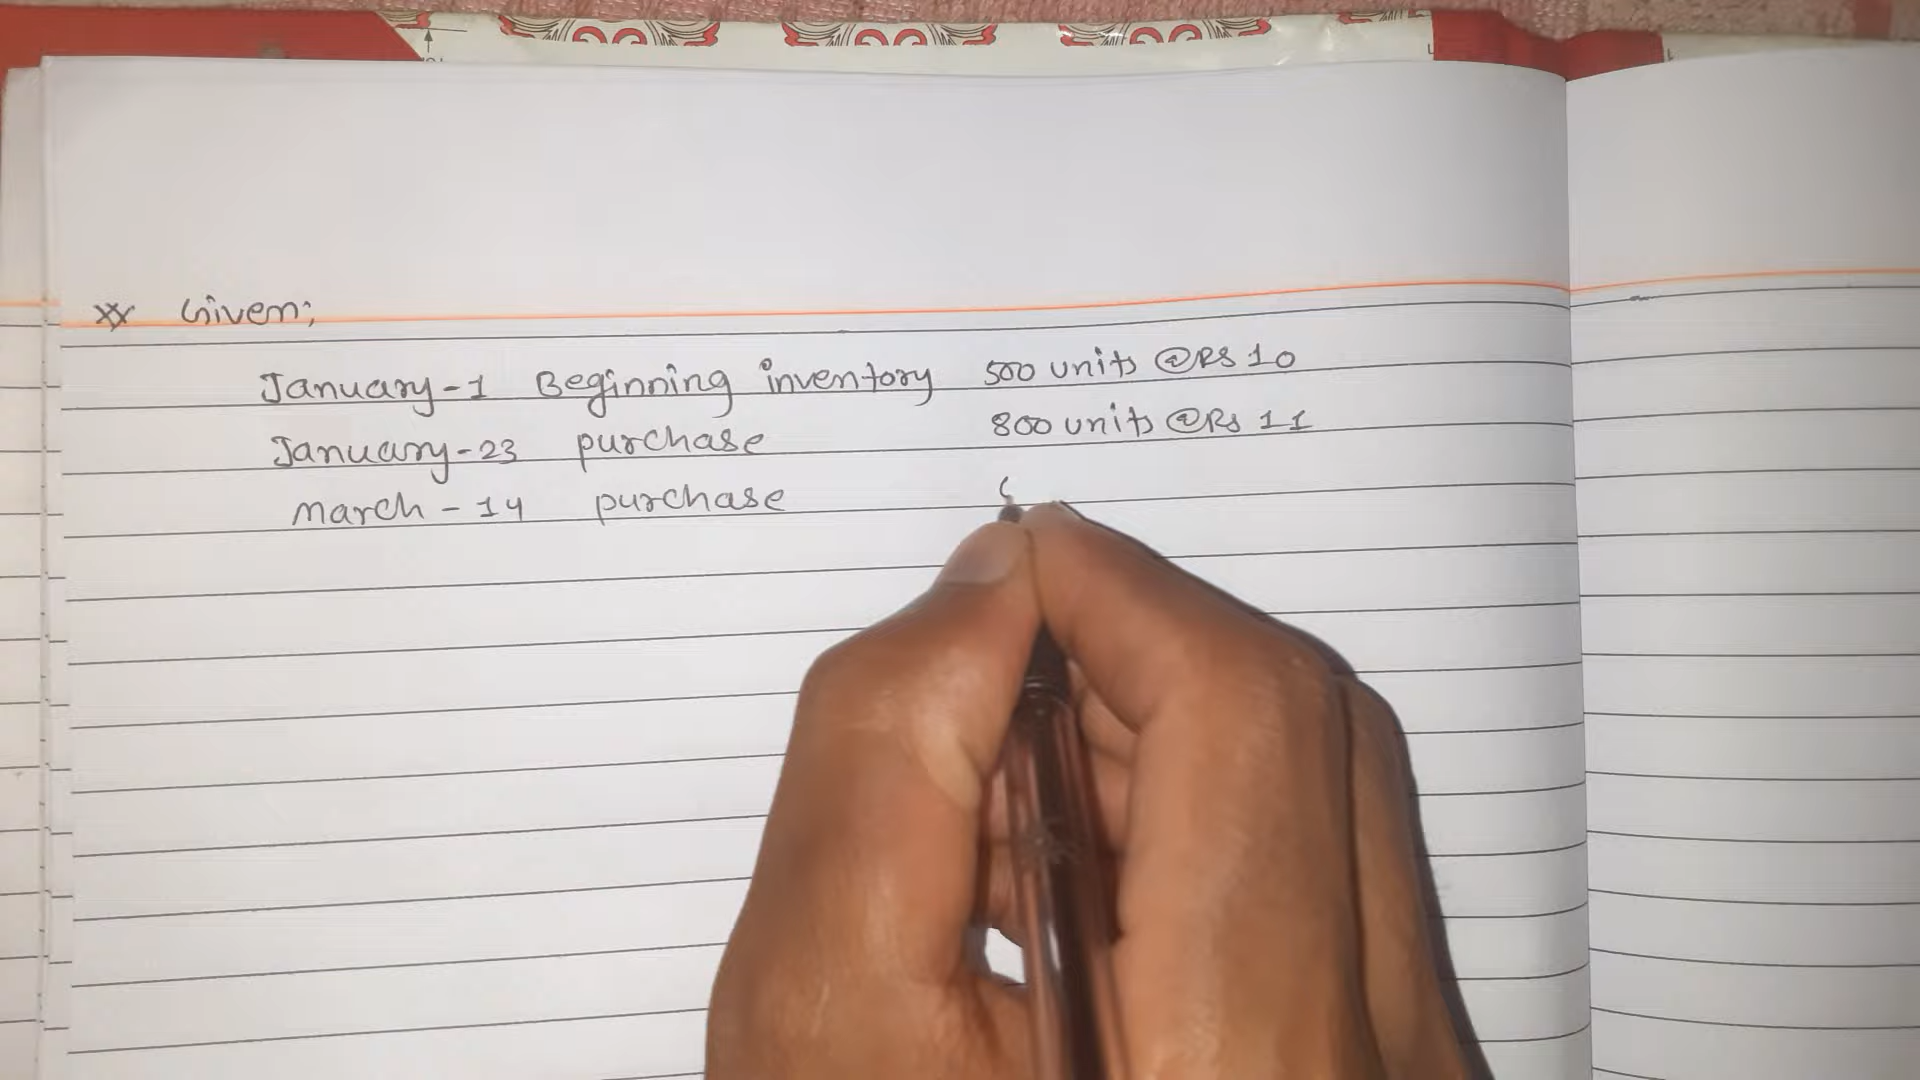 Given;
January-1 Beginning inventory 500 units @Rs 10
January-23 purchase 800 units @Rs 11
march - 14 purchase